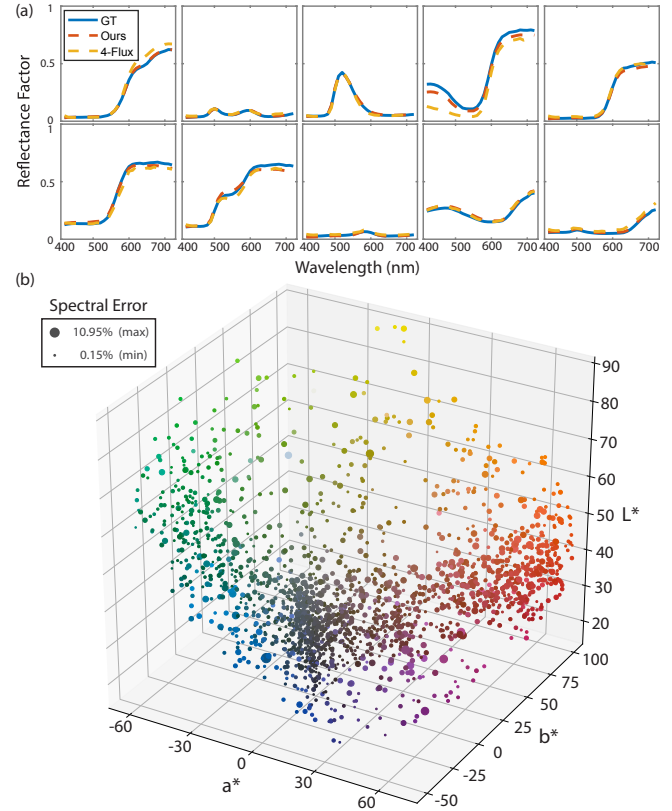 (a)
GT
Ours
4-Flux
Reflectance Factor
1
0.5
0
1
0.5
0
400 500 600 700
400 500 600 700
400 500 600 700
400 500 600 700
400 500 600 700
Wavelength (nm)
(b)
Spectral Error
10.95% (max)
0.15% (min)
90
80
70
60
50
40
30
20
L*
100
75
50
25
0
-25
-50
b*
-60
-30
0
30
60
a*